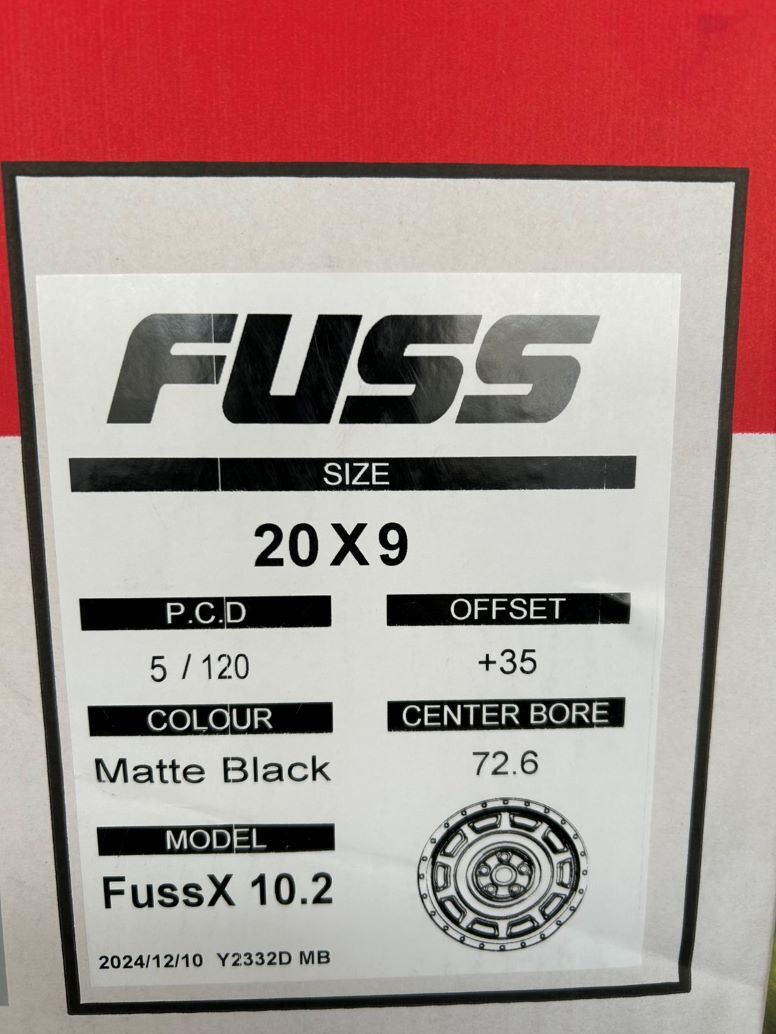 FUSS
SIZE
20X9
P.C.D
5 / 120
OFFSET
+35
COLOUR
Matte Black
CENTER BORE
72.6
MODEL
FussX 10.2
2024/12/10 Y2332D MB